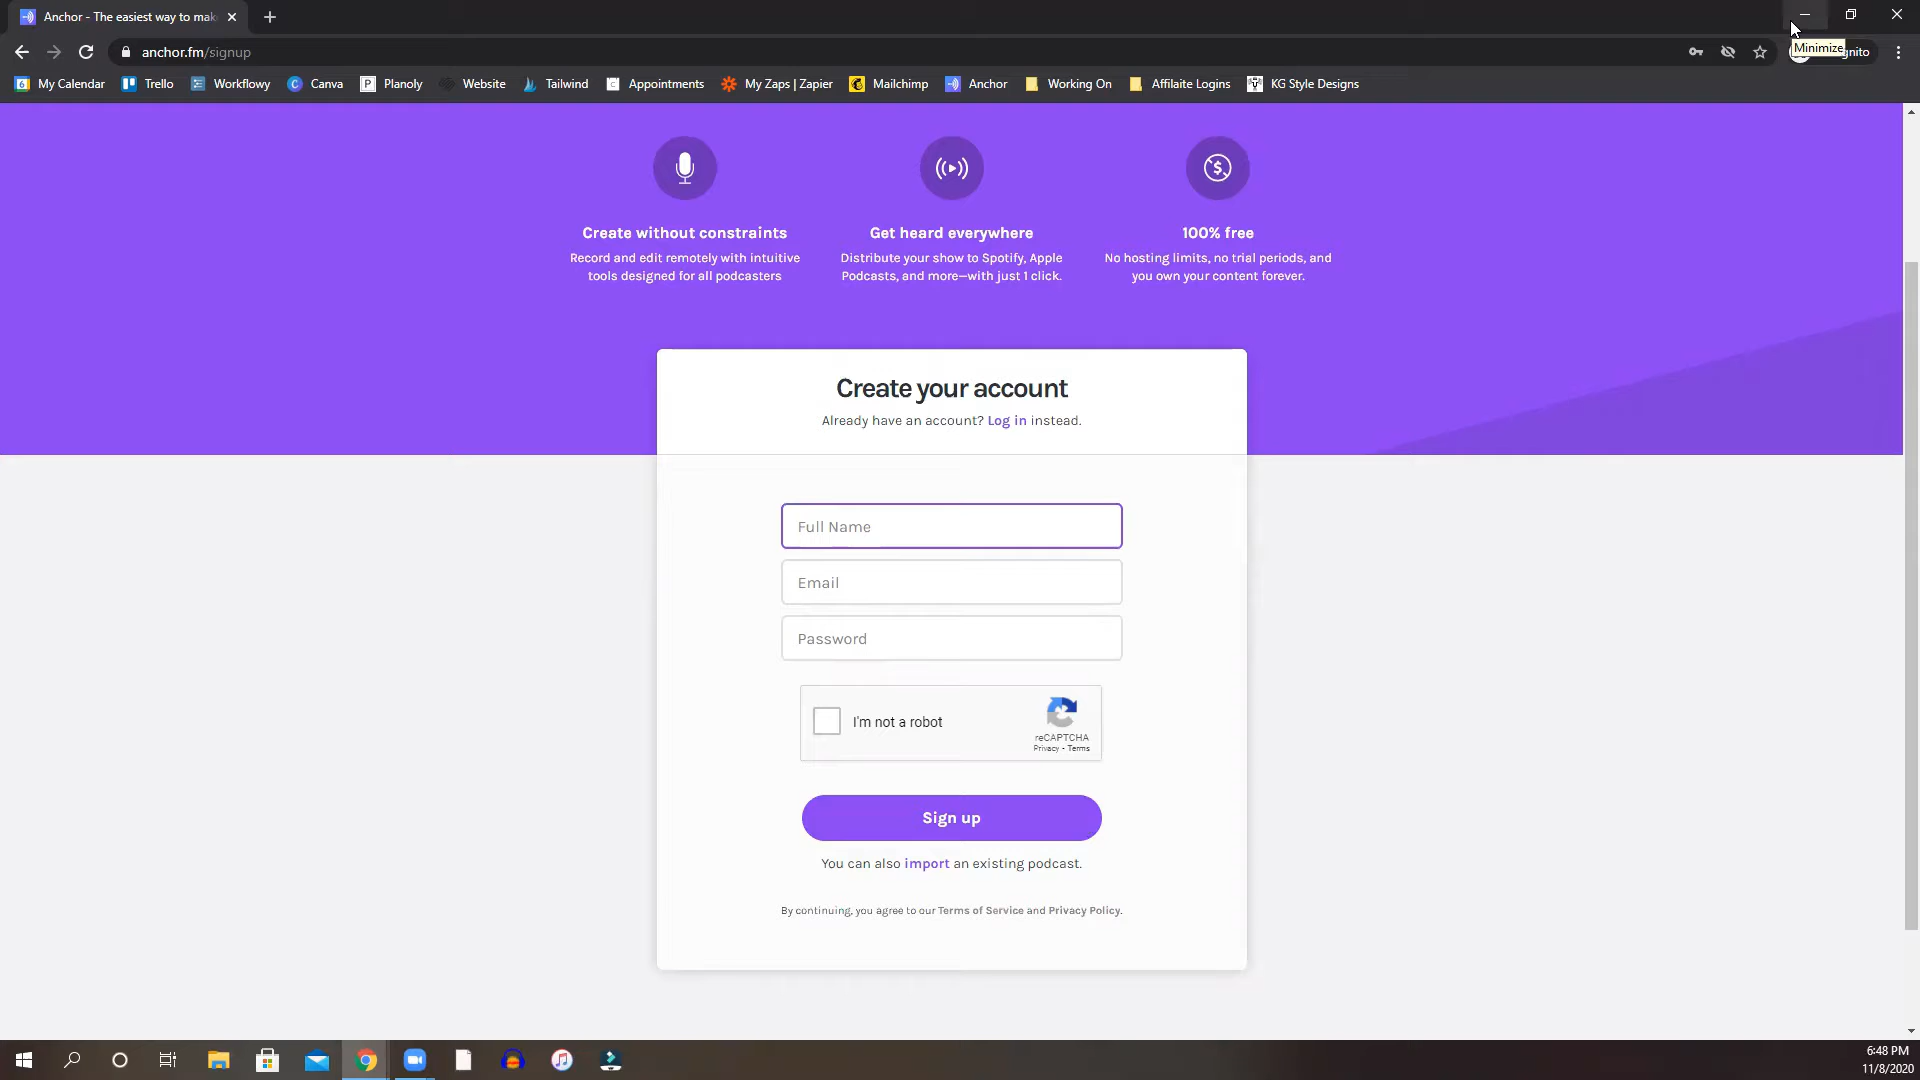 Anchor - The easiest way to mak
anchor.fm/signup
Minimize
My Calendar Trello Workflowy Canva Planoly Website Tailwind Appointments My Zaps | Zapier Mailchimp Anchor Working On Affilaite Logins KG Style Designs
Create without constraints
Record and edit remotely with intuitive
tools designed for all podcasters
Get heard everywhere
Distribute your show to Spotify, Apple
Podcasts, and more—with just 1 click.
100% free
No hosting limits, no trial periods, and
you own your content forever.
Create your account
Already have an account? Log in instead.
Full Name
Email
Password
I'm not a robot
reCAPTCHA
Privacy - Terms
Sign up
You can also import an existing podcast.
By continuing, you agree to our Terms of Service and Privacy Policy.
6:48 PM
11/8/2020